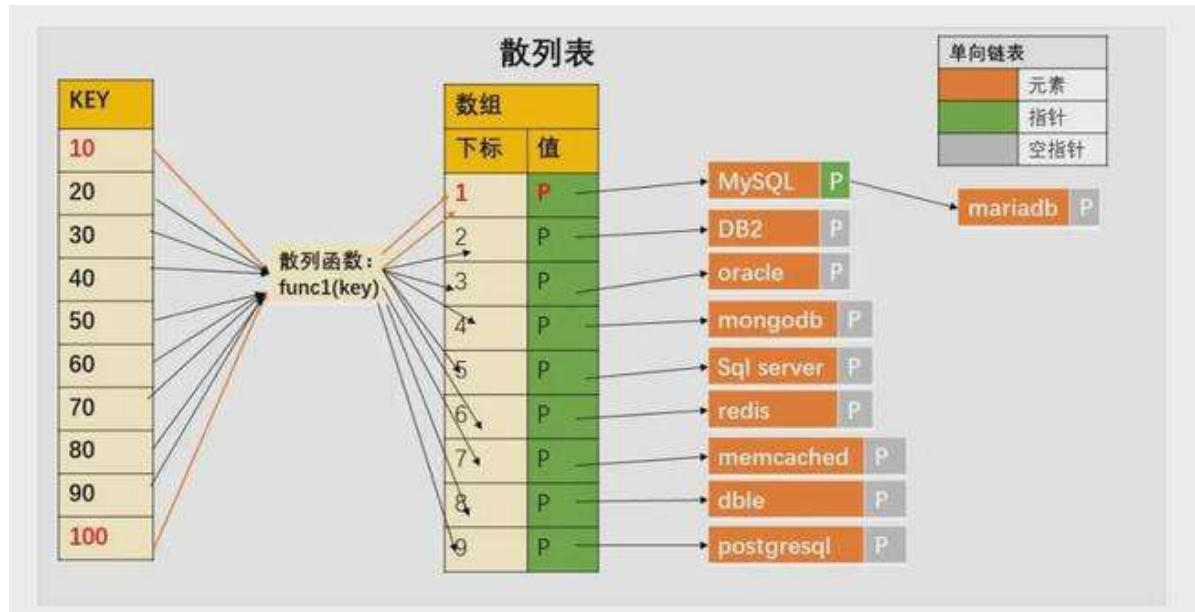 散列表
单向链表
元素
指针
空指针
KEY
10
20
30
40
50
60
70
80
90
100
散列函数：
func1(key)
数组
下标 值
1 P
2 P
3 P
4 P
5 P
6 P
7 P
8 P
9 P
MySQL P
mariadb P
DB2 P
oracle P
mongodb P
Sql server P
redis P
memcached P
dble P
postgresql P